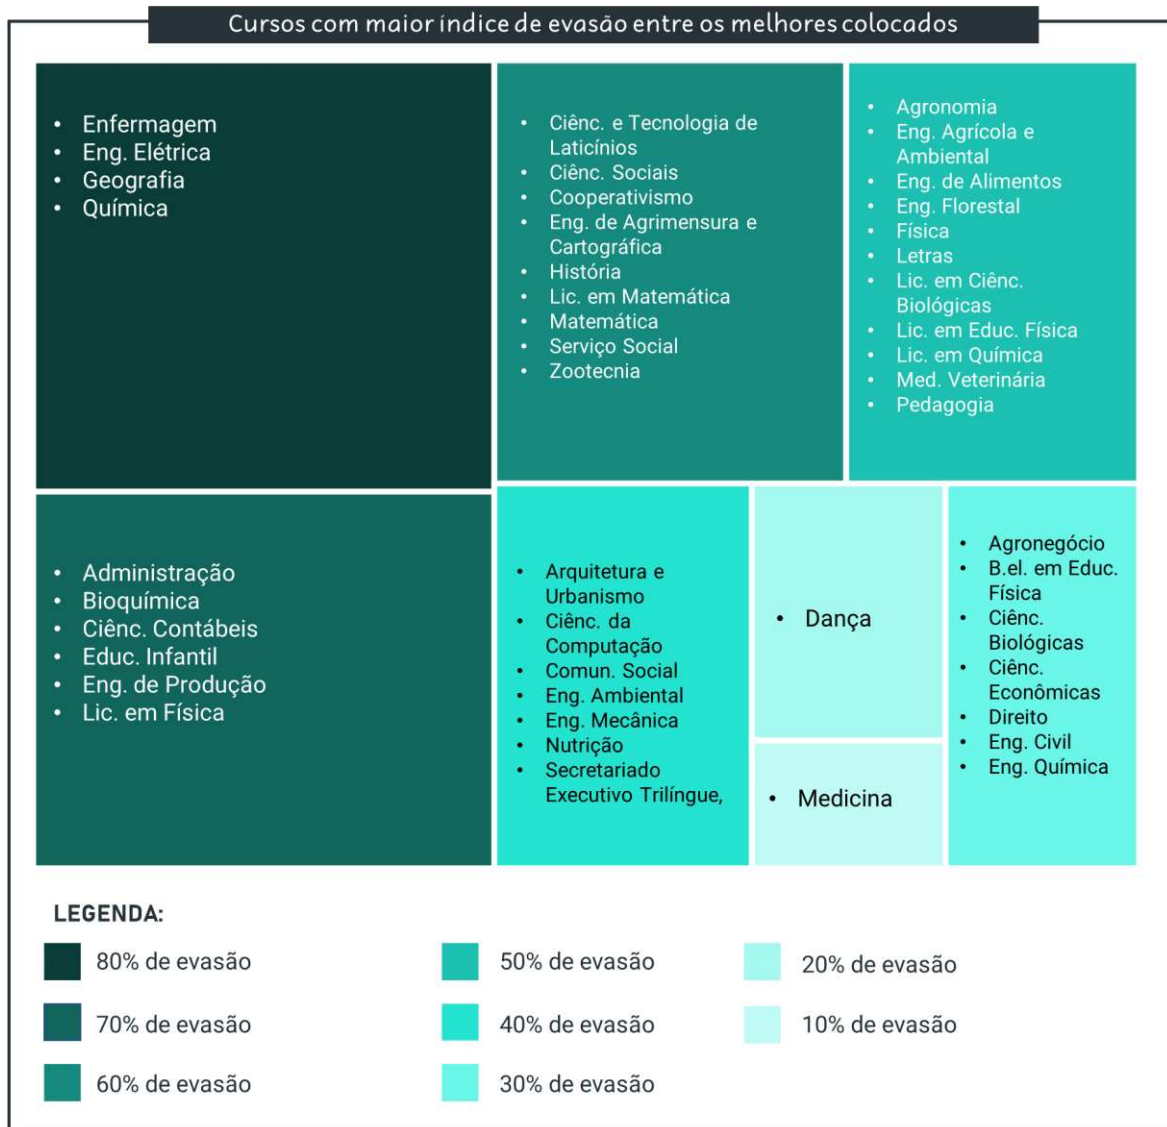 Cursos com maior índice de evasão entre os melhores colocados
• Enfermagem
• Eng. Elétrica
• Geografia
• Química
• Ciênc. e Tecnologia de
Laticínios
• Ciênc. Sociais
• Cooperativismo
• Eng. de Agrimensura e
Cartográfica
• História
• Lic. em Matemática
• Matemática
• Serviço Social
• Zootecnia
• Agronomia
• Eng. Agrícola e
Ambiental
• Eng. de Alimentos
• Eng. Florestal
• Física
• Letras
• Lic. em Ciênc.
Biológicas
• Lic. em Educ. Física
• Lic. em Química
• Med. Veterinária
• Pedagogia
• Administração
• Bioquímica
• Ciênc. Contábeis
• Educ. Infantil
• Eng. de Produção
• Lic. em Física
• Arquitetura e
Urbanismo
• Ciênc. da
Computação
• Comun. Social
• Eng. Ambiental
• Eng. Mecânica
• Nutrição
• Secretariado
Executivo Trilíngue,
• Dança
• Medicina
• Agronegócio
• B.el. em Educ.
Física
• Ciênc.
Biológicas
• Ciênc.
Econômicas
• Direito
• Eng. Civil
• Eng. Química
LEGENDA:
80% de evasão
70% de evasão
60% de evasão
50% de evasão
40% de evasão
30% de evasão
20% de evasão
10% de evasão